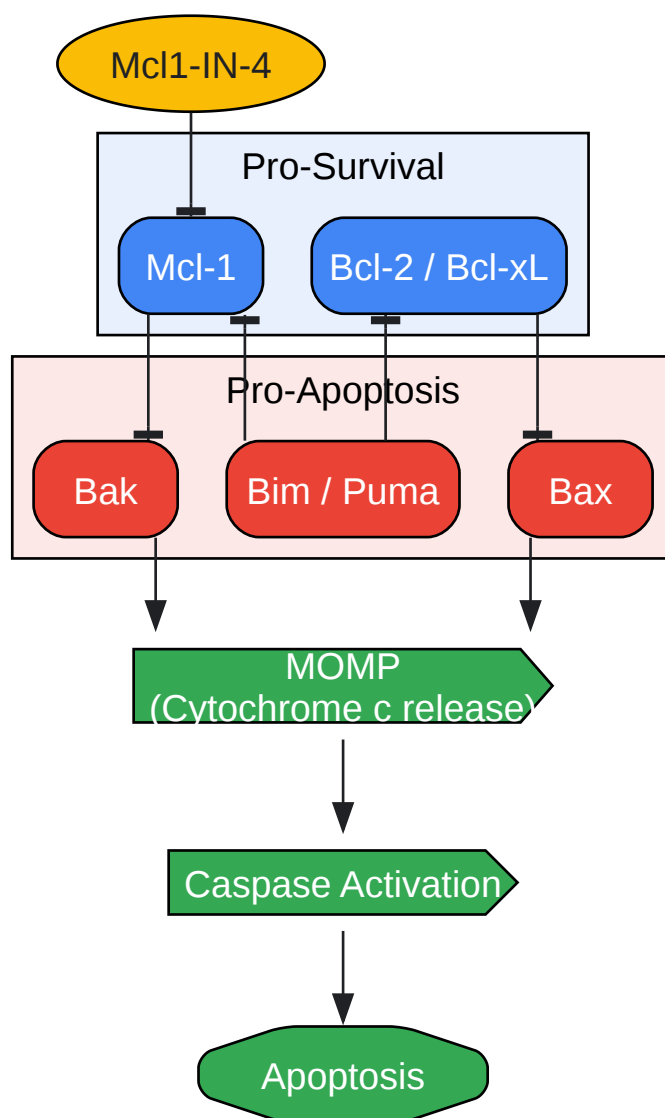 Mcl1-IN-4
Pro-Survival
Mcl-1
Bcl-2 / Bcl-xL
Pro-Apoptosis
Bak
Bim / Puma
Bax
MOMP
(Cytochrome c release)
Caspase Activation
Apoptosis